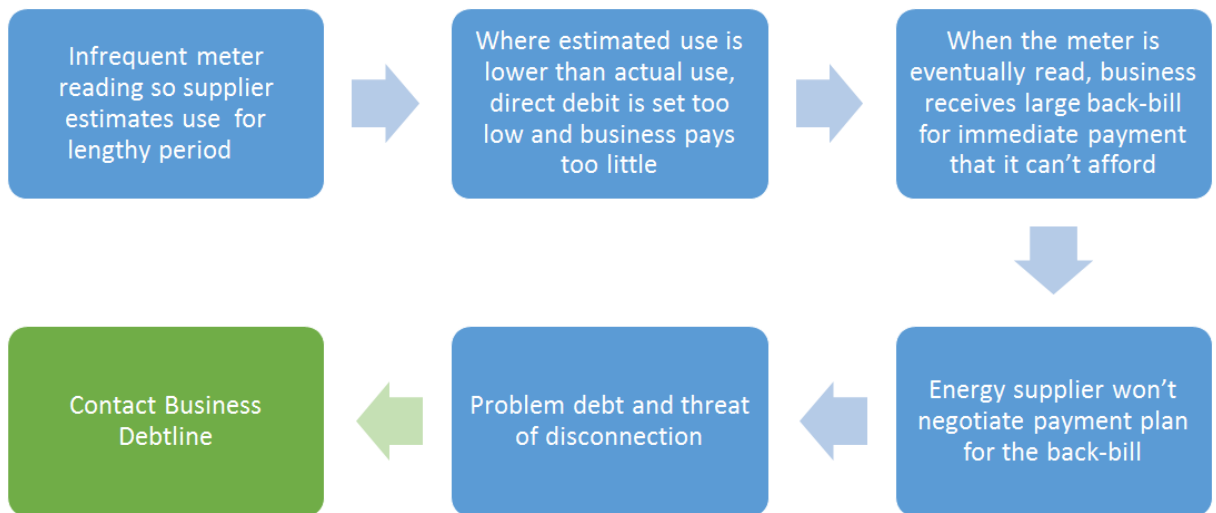 Infrequent meter
reading so supplier
estimates use for
lengthy period
Where estimated use is
lower than actual use,
direct debit is set too
low and business pays
too little
When the meter is
eventually read, business
receives large back-bill
for immediate payment
that it can't afford
Energy supplier won't
negotiate payment plan
for the back-bill
Problem debt and threat
of disconnection
Contact Business
Debtline